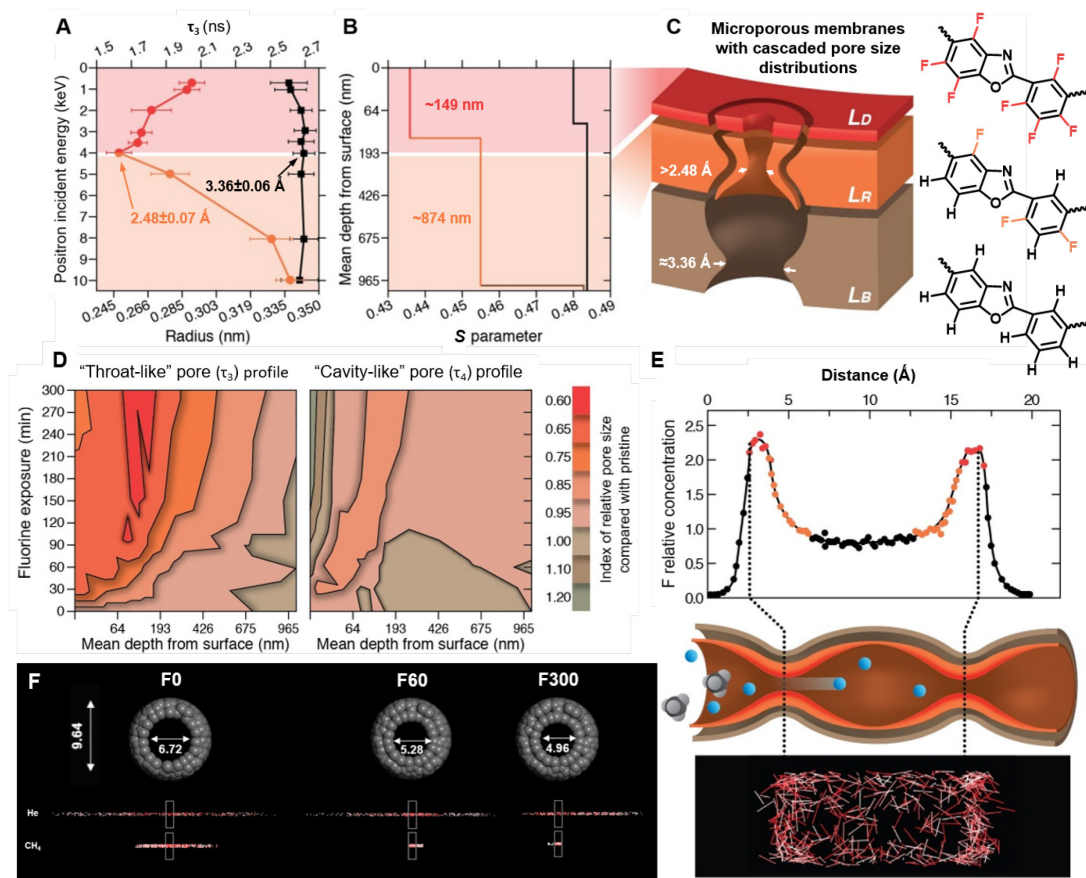 A
τ3 (ns)
1.5 1.7 1.9 2.1 2.3 2.5 2.7
Positron incident energy (keV)
0
1
2
3
4
5
6
7
8
9
10
3.36±0.06 Å
2.48±0.07 Å
0.245 0.266 0.285 0.303 0.319 0.335 0.350
Radius (nm)
B
Mean depth from surface (nm)
0
64
193
426
675
965
~149 nm
~874 nm
0.43 0.44 0.45 0.46 0.47 0.48 0.49
S parameter
C
Microporous membranes
with cascaded pore size
distributions
LD
>2.48 Å
LR
≈3.36 Å
LB
F
F
F
N
O
F
F
F
F
F
H
H
N
O
F
H
F
H
H
H
H
N
O
H
H
H
H
D
"Throat-like" pore (τ3) profile
"Cavity-like" pore (τ4) profile
Fluorine exposure (min)
300
270
240
210
180
150
120
90
60
30
0
64 193 426 675 965
Mean depth from surface (nm)
64 193 426 675 965
Mean depth from surface (nm)
0.60
0.65
0.75
0.85
0.95
1.00
1.10
1.20
Index of relative pore size
compared with pristine
E
Distance (Å)
0 5 10 15 20
F relative concentration
2.5
2.0
1.5
1.0
0.5
0.0
F
F0
F60
F300
9.64
6.72
5.28
4.96
He
CH4